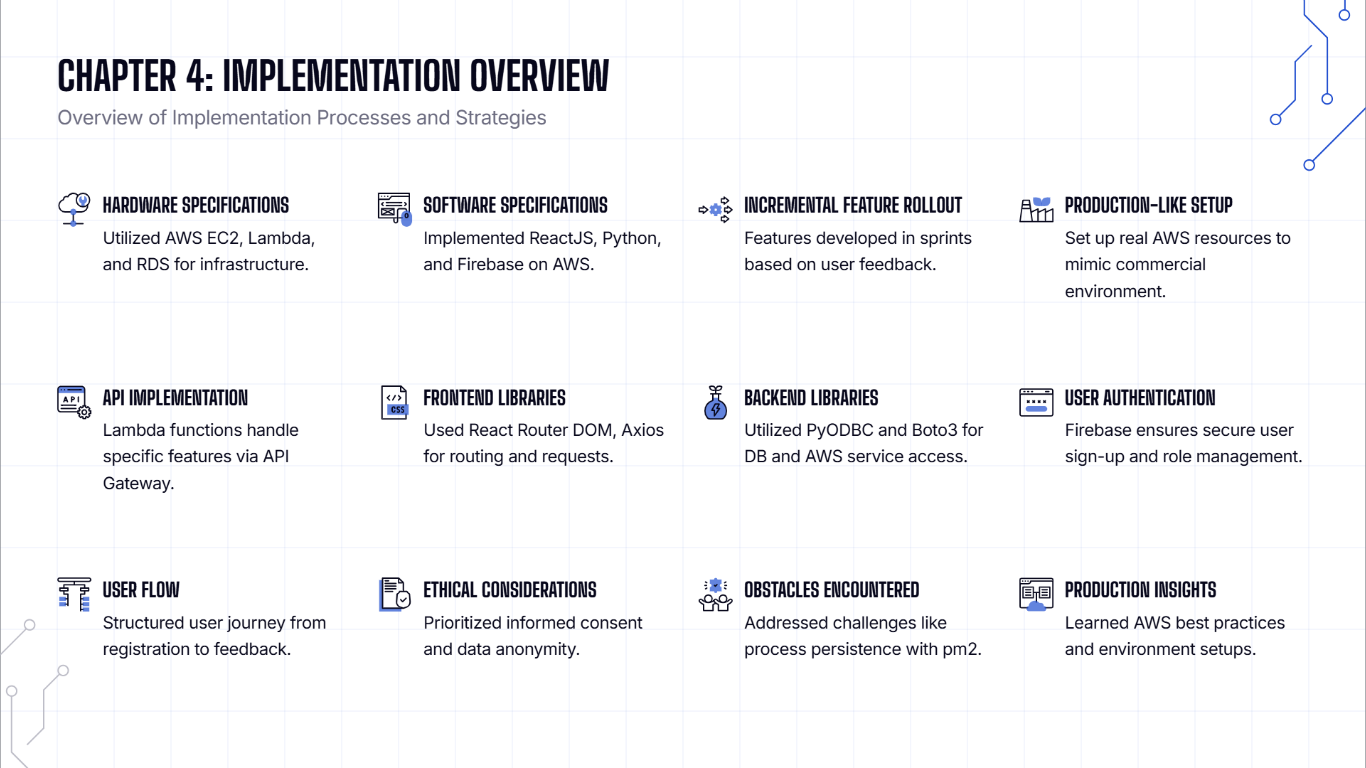 CHAPTER 4: IMPLEMENTATION OVERVIEW
Overview of Implementation Processes and Strategies
HARDWARE SPECIFICATIONS
Utilized AWS EC2, Lambda,
and RDS for infrastructure.
SOFTWARE SPECIFICATIONS
Implemented ReactJS, Python,
and Firebase on AWS.
INCREMENTAL FEATURE ROLLOUT
Features developed in sprints
based on user feedback.
PRODUCTION-LIKE SETUP
Set up real AWS resources to
mimic commercial
environment.
API
API IMPLEMENTATION
Lambda functions handle
specific features via API
Gateway.
</>
CSS
FRONTEND LIBRARIES
Used React Router DOM, Axios
for routing and requests.
BACKEND LIBRARIES
Utilized PyODBC and Boto3 for
DB and AWS service access.
USER AUTHENTICATION
Firebase ensures secure user
sign-up and role management.
USER FLOW
Structured user journey from
registration to feedback.
ETHICAL CONSIDERATIONS
Prioritized informed consent
and data anonymity.
OBSTACLES ENCOUNTERED
Addressed challenges like
process persistence with pm2.
PRODUCTION INSIGHTS
Learned AWS best practices
and environment setups.